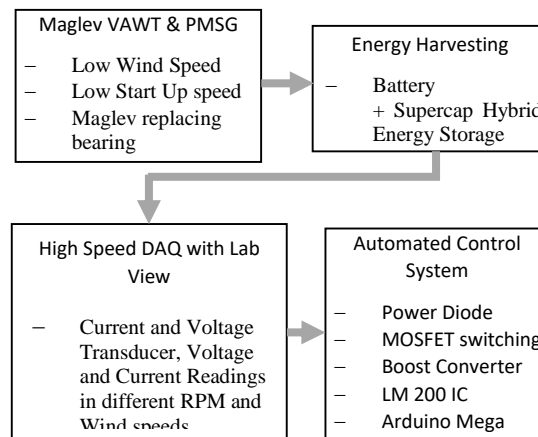 Maglev VAWT & PMSG
– Low Wind Speed
– Low Start Up speed
– Maglev replacing
bearing
Energy Harvesting
– Battery
+ Supercap Hybrid
Energy Storage
High Speed DAQ with Lab
View
– Current and Voltage
Transducer, Voltage
and Current Readings
in different RPM and
Wind speeds
Automated Control
System
– Power Diode
– MOSFET switching
– Boost Converter
– LM 200 IC
– Arduino Mega